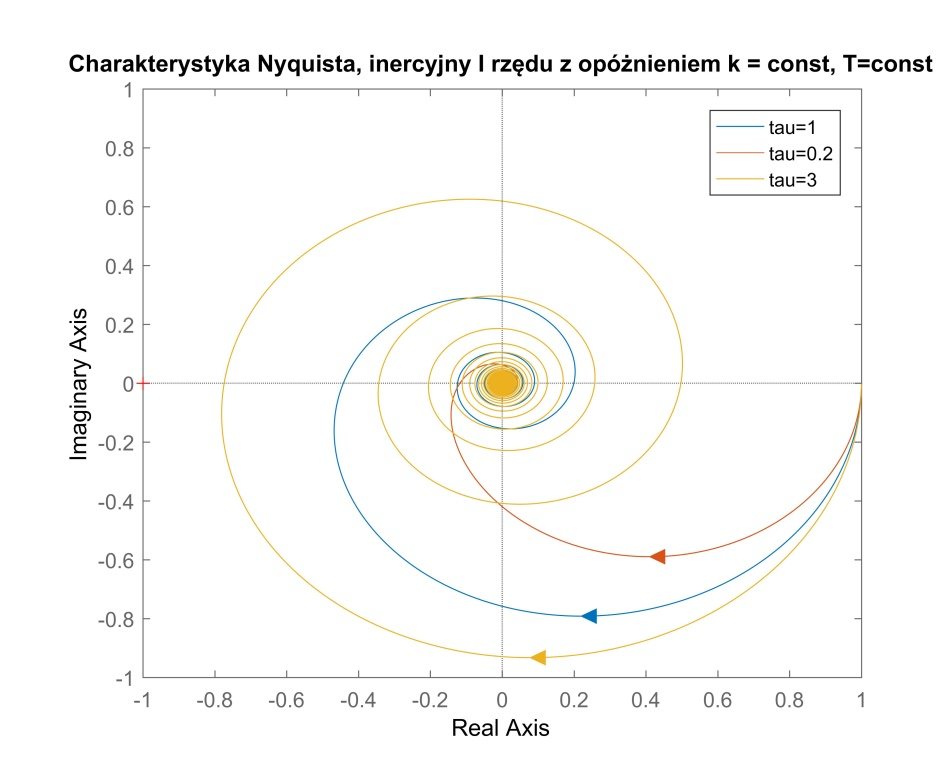 Charakterystyka Nyquista, inercyjny I rzędu z opóżnieniem k = const, T=const
1
0.8
0.6
0.4
0.2
0
-0.2
-0.4
-0.6
-0.8
-1
Imaginary Axis
tau=1
tau=0.2
tau=3
-1 -0.8 -0.6 -0.4 -0.2 0 0.2 0.4 0.6 0.8 1
Real Axis